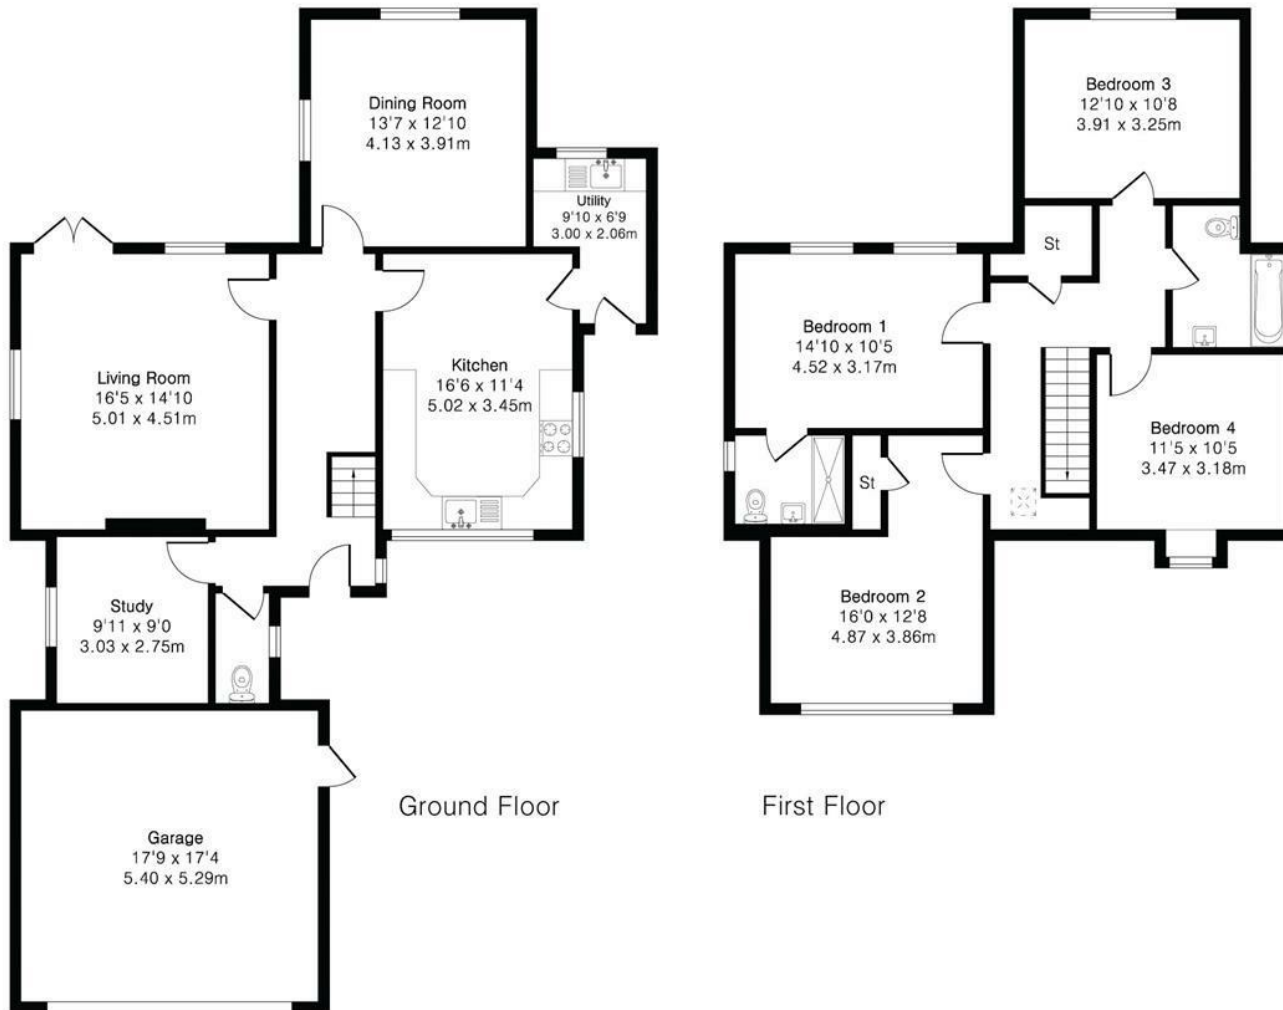 Dining Room
13'7 x 12'10
4.13 x 3.91m
Utility
9'10 x 6'9
3.00 x 2.06m
Living Room
16'5 x 14'10
5.01 x 4.51m
Kitchen
16'6 x 11'4
5.02 x 3.45m
Study
9'11 x 9'0
3.03 x 2.75m
Garage
17'9 x 17'4
5.40 x 5.29m
Ground Floor
Bedroom 3
12'10 x 10'8
3.91 x 3.25m
St
Bedroom 1
14'10 x 10'5
4.52 x 3.17m
Bedroom 4
11'5 x 10'5
3.47 x 3.18m
St
Bedroom 2
16'0 x 12'8
4.87 x 3.86m
First Floor